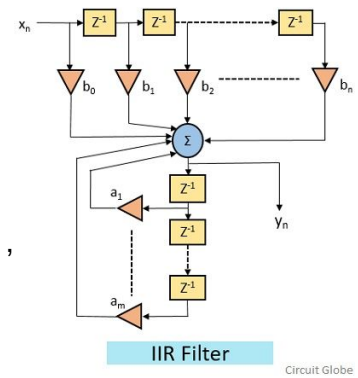 xn Z-1 Z-1 Z-1
b0 b1 b2 bn
Σ
Z-1
a1
yn
Z-1
,
Z-1
am
IIR Filter
Circuit Globe